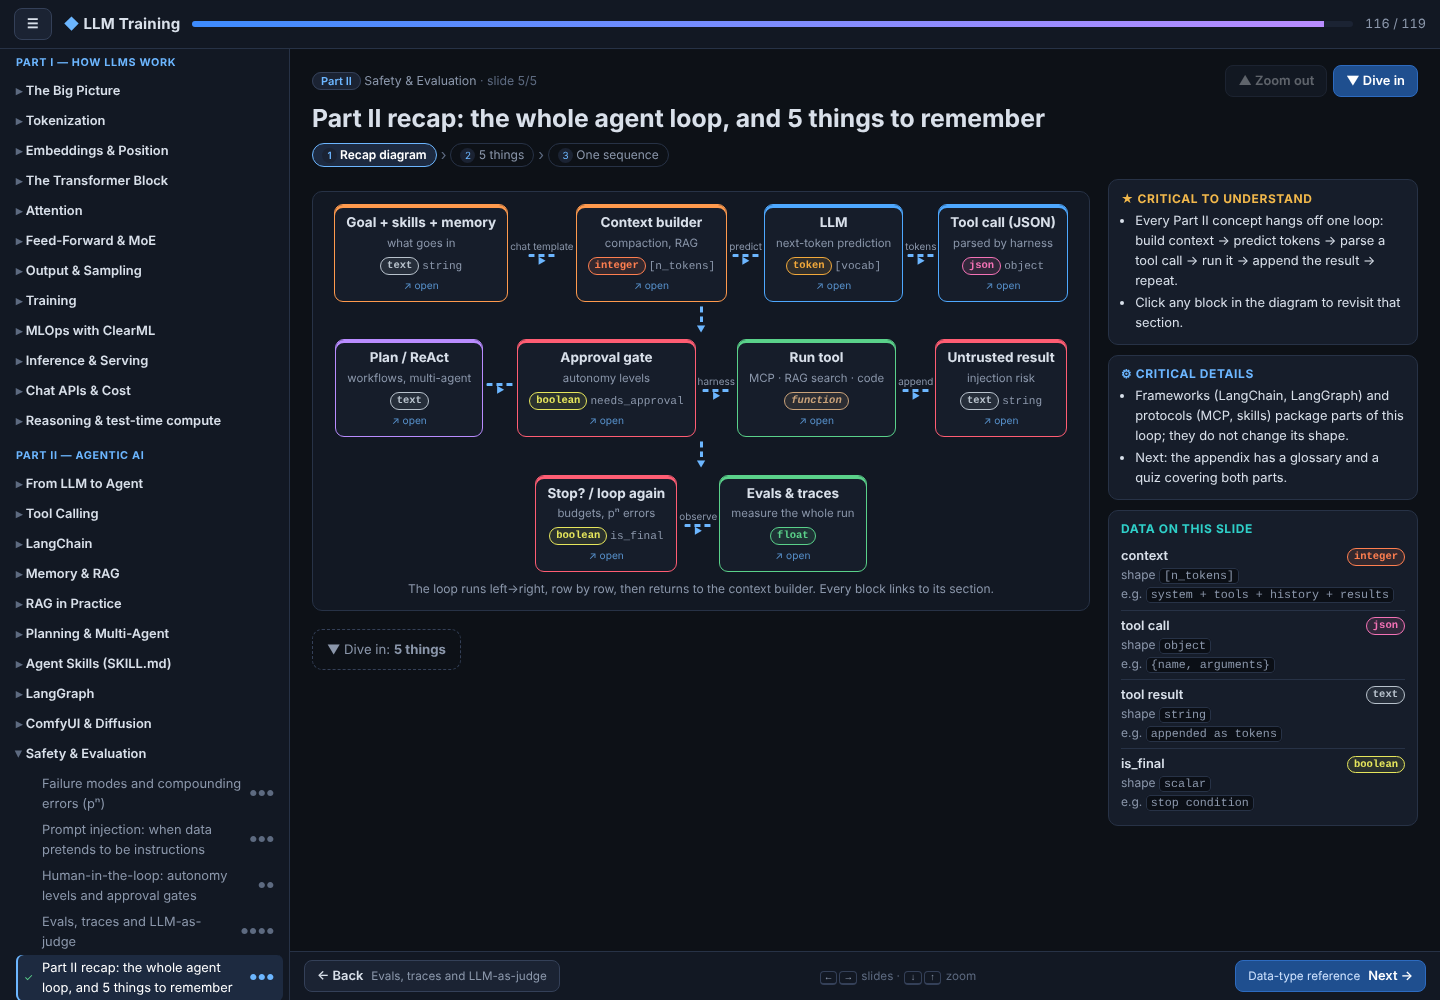 ☰ ◆ LLM Training 116 / 119
PART I — HOW LLMS WORK
▸ The Big Picture
▸ Tokenization
▸ Embeddings & Position
▸ The Transformer Block
▸ Attention
▸ Feed-Forward & MoE
▸ Output & Sampling
▸ Training
▸ MLOps with ClearML
▸ Inference & Serving
▸ Chat APIs & Cost
▸ Reasoning & test-time compute
PART II — AGENTIC AI
▸ From LLM to Agent
▸ Tool Calling
▸ LangChain
▸ Memory & RAG
▸ RAG in Practice
▸ Planning & Multi-Agent
▸ Agent Skills (SKILL.md)
▸ LangGraph
▸ ComfyUI & Diffusion
▾ Safety & Evaluation
Failure modes and compounding
errors (pⁿ)
Prompt injection: when data
pretends to be instructions
Human-in-the-loop: autonomy
levels and approval gates
Evals, traces and LLM-as-
judge
✓ Part II recap: the whole agent
loop, and 5 things to remember
Part II Safety & Evaluation · slide 5/5
▲ Zoom out ▼ Dive in
Part II recap: the whole agent loop, and 5 things to remember
1 Recap diagram › 2 5 things › 3 One sequence
Goal + skills + memory
what goes in
text string
↗ open
chat template
Context builder
compaction, RAG
integer [n_tokens]
↗ open
predict
LLM
next-token prediction
token [vocab]
↗ open
tokens
Tool call (JSON)
parsed by harness
json object
↗ open
Plan / ReAct
workflows, multi-agent
text
↗ open
Approval gate
autonomy levels
boolean needs_approval
↗ open
harness
Run tool
MCP · RAG search · code
function
↗ open
append
Untrusted result
injection risk
text string
↗ open
Stop? / loop again
budgets, pⁿ errors
boolean is_final
↗ open
observe
Evals & traces
measure the whole run
float
↗ open
The loop runs left→right, row by row, then returns to the context builder. Every block links to its section.
▼ Dive in: 5 things
★ CRITICAL TO UNDERSTAND
• Every Part II concept hangs off one loop:
build context → predict tokens → parse a
tool call → run it → append the result →
repeat.
• Click any block in the diagram to revisit that
section.
⚙ CRITICAL DETAILS
• Frameworks (LangChain, LangGraph) and
protocols (MCP, skills) package parts of this
loop; they do not change its shape.
• Next: the appendix has a glossary and a
quiz covering both parts.
DATA ON THIS SLIDE
context integer
shape [n_tokens]
e.g. system + tools + history + results
tool call json
shape object
e.g. {name, arguments}
tool result text
shape string
e.g. appended as tokens
is_final boolean
shape scalar
e.g. stop condition
← Back Evals, traces and LLM-as-judge
← → slides · ↓ ↑ zoom
Data-type reference Next →